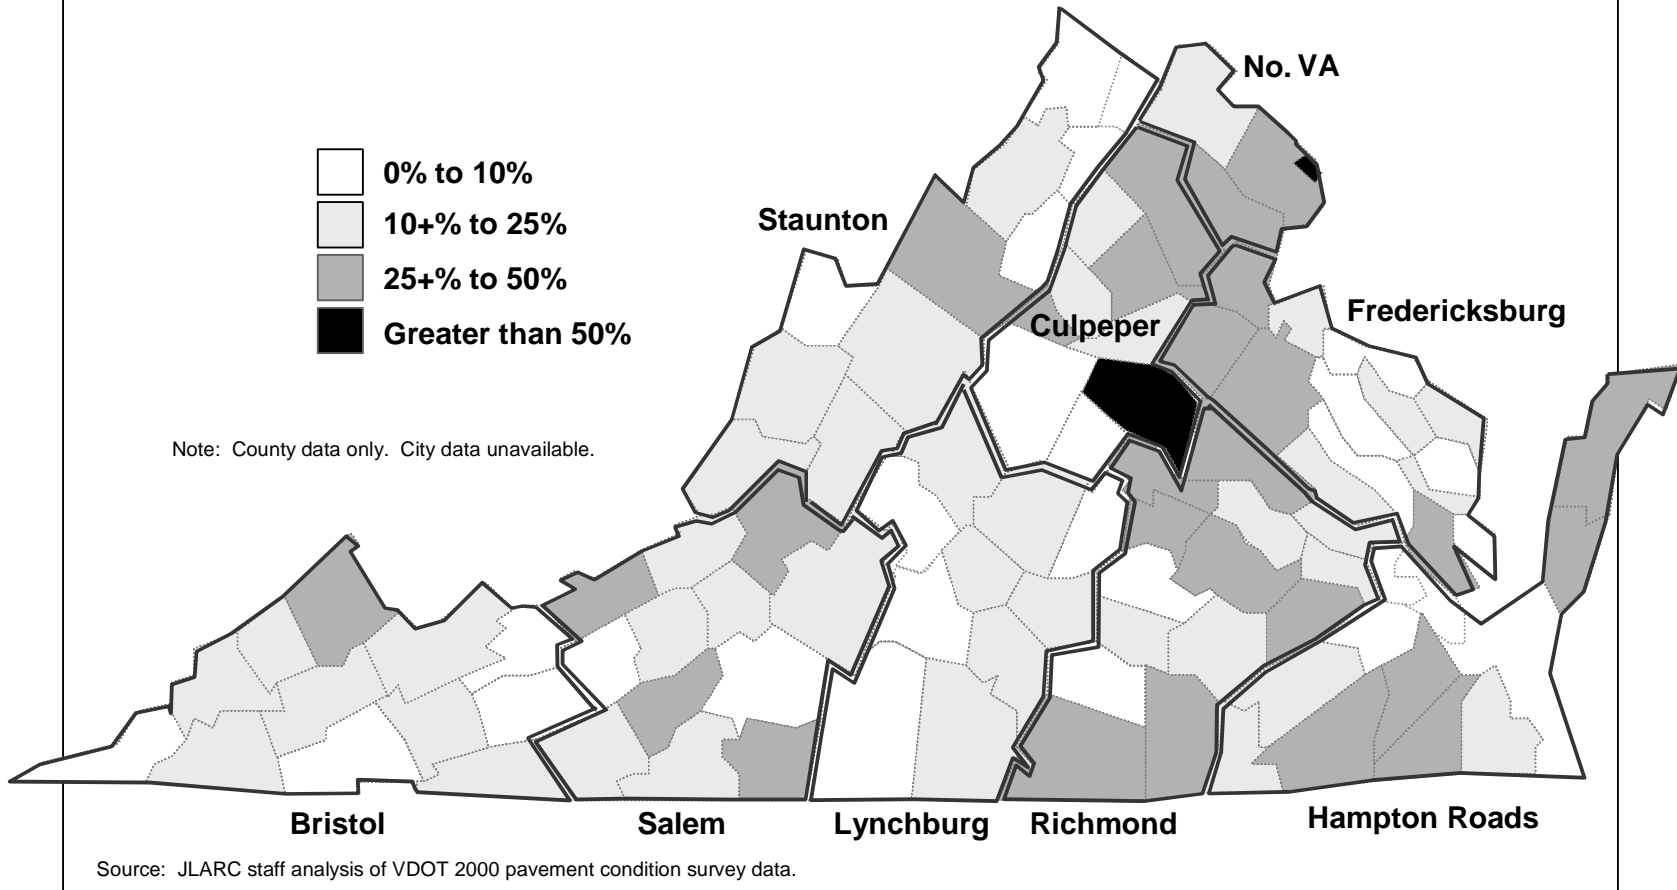 No. VA
0% to 10%
10+% to 25%
Staunton
25+% to 50%
Fredericksburg
Culpeper
Greater than 50%
Note: County data only. City data unavailable.
Bristol
Salem
Lynchburg
Richmond
Hampton Roads
Source: JLARC staff analysis of VDOT 2000 pavement condition survey data.